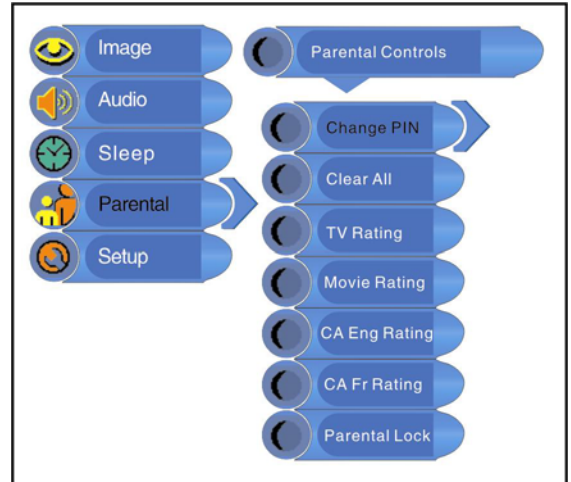 Image
Audio
Sleep
Parental
Setup
Parental Controls
Change PIN
Clear All
TV Rating
Movie Rating
CA Eng Rating
CA Fr Rating
Parental Lock